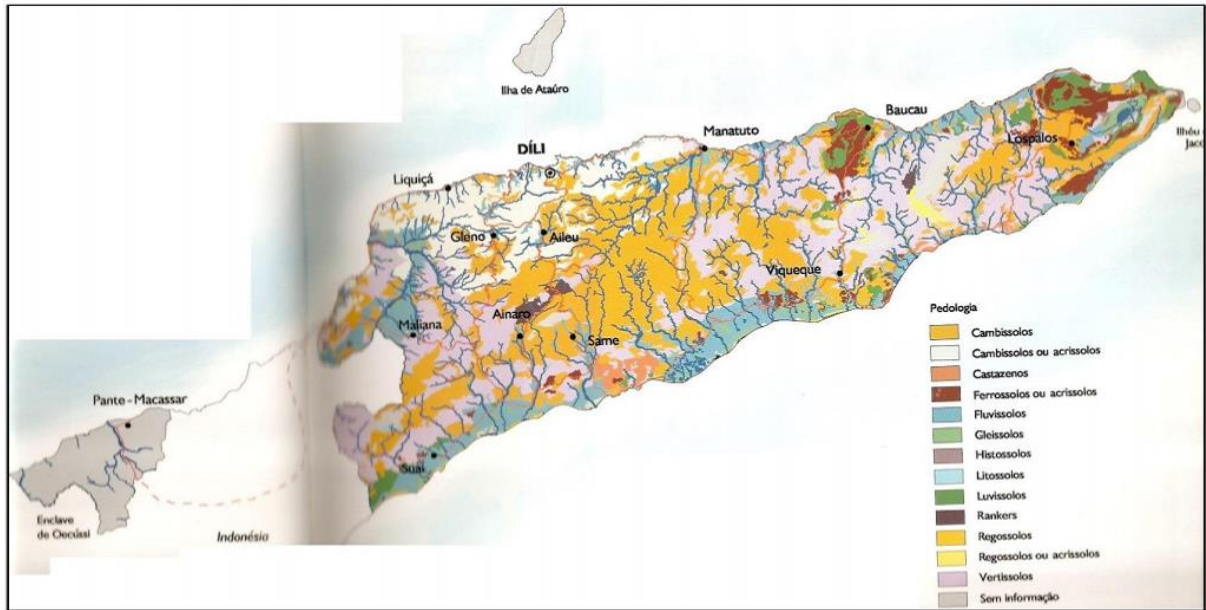 Ilha de Ataúro
DÍLI
Manatuto
Baucau
Lospalos
Ilhéu
Jaco
Liquiçá
Gleno
Aileu
Viqueque
Ainaro
Maliana
Same
Pante - Macassar
Suai
Enclave
de Oecússi
Indonésia
Pedologia
Cambissolos
Cambissolos ou acrissolos
Castazenos
Ferrossolos ou acrissolos
Fluvissolos
Gleissolos
Histossolos
Litossolos
Luvissolos
Rankers
Regossolos
Regossolos ou acrissolos
Vertissolos
Sem informação